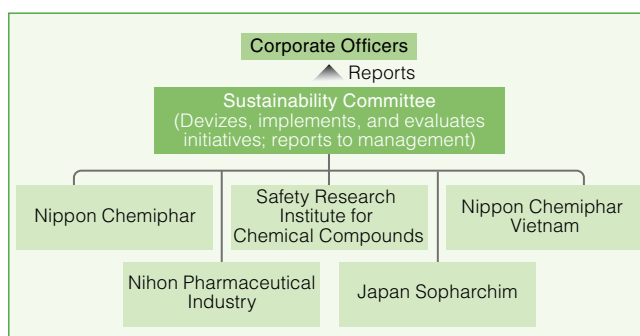 Corporate Officers
Reports
Sustainability Committee
(Devizes, implements, and evaluates
initiatives; reports to management)
Nippon Chemiphar
Safety Research
Institute for
Chemical Compounds
Nippon Chemiphar
Vietnam
Nihon Pharmaceutical
Industry
Japan Sopharchim